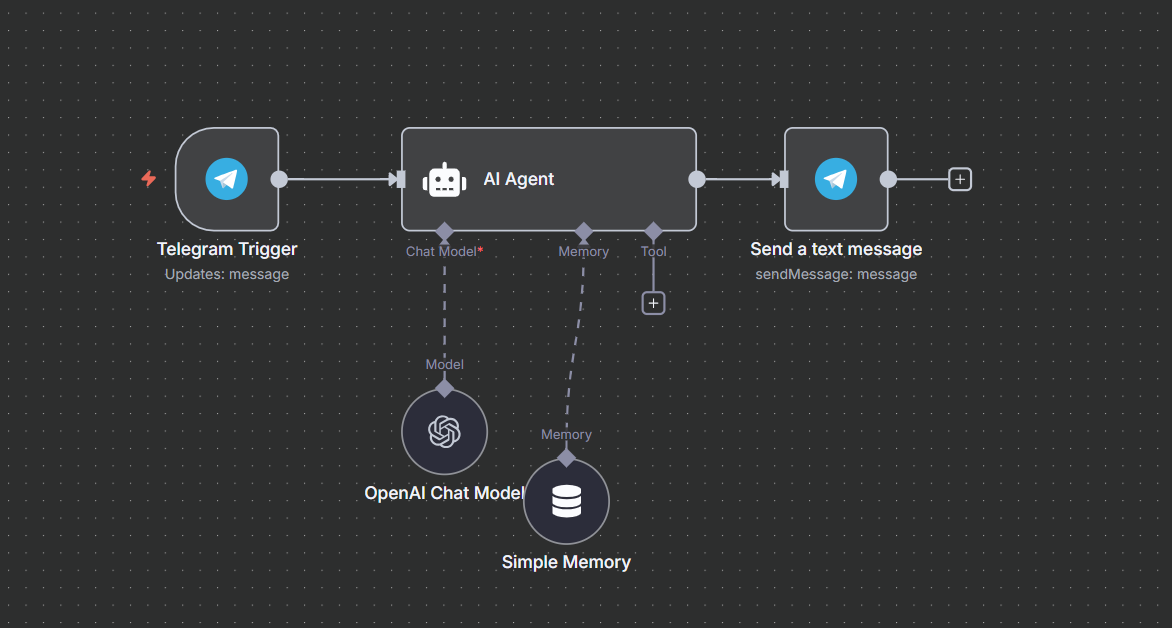 AI Agent
Telegram Trigger
Updates: message
Chat Model*
Memory
Tool
Send a text message
sendMessage: message
Model
Memory
OpenAI Chat Model
Simple Memory